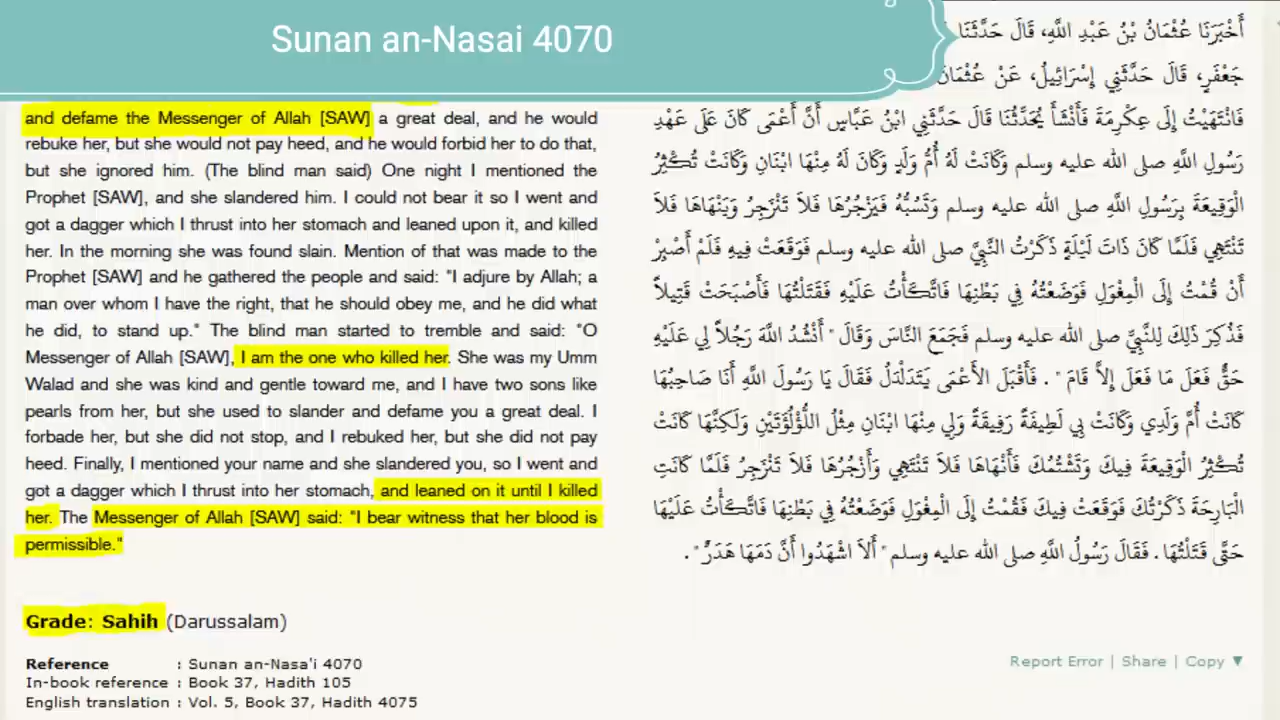 Sunan an-Nasai 4070
and defame the Messenger of Allah [SAW] a great deal, and he would
rebuke her, but she would not pay heed, and he would forbid her to do that,
but she ignored him. (The blind man said) One night I mentioned the
Prophet [SAW], and she slandered him. I could not bear it so I went and
got a dagger which I thrust into her stomach and leaned upon it, and killed
her. In the morning she was found slain. Mention of that was made to the
Prophet [SAW] and he gathered the people and said: "I adjure by Allah; a
man over whom I have the right, that he should obey me, and he did what
he did, to stand up." The blind man started to tremble and said: "O
Messenger of Allah [SAW], I am the one who killed her. She was my Umm
Walad and she was kind and gentle toward me, and I have two sons like
pearls from her, but she used to slander and defame you a great deal. I
forbade her, but she did not stop, and I rebuked her, but she did not pay
heed. Finally, I mentioned your name and she slandered you, so I went and
got a dagger which I thrust into her stomach, and leaned on it until I killed
her. The Messenger of Allah [SAW] said: "I bear witness that her blood is
permissible."
Grade: Sahih (Darussalam)
Reference : Sunan an-Nasa'i 4070
In-book reference : Book 37, Hadith 105
English translation : Vol. 5, Book 37, Hadith 4075
أَخْبَرَنَا عُثْمَانُ بْنُ عَبْدِ اللَّهِ، قَالَ حَدَّثَنَا
جَعْفَرٍ، قَالَ حَدَّثَنِي إِسْرَائِيلُ، عَنْ عُثْمَانَ
فَانْتَهَيْتُ إِلَى عِكْرِمَةَ فَأَنْشَأَ يُحَدِّثُنَا قَالَ حَدَّثَنِي ابْنُ عَبَّاسٍ أَنَّ أَعْمَى كَانَ عَلَى عَهْدِ
رَسُولِ اللَّهِ صلى الله عليه وسلم وَكَانَتْ لَهُ أُمُّ وَلَدٍ وَكَانَ لَهُ مِنْهَا ابْنَانِ وَكَانَتْ تُكْثِرُ
الْوَقِيعَةَ بِرَسُولِ اللَّهِ صلى الله عليه وسلم وَتَسُبُّهُ فَيَزْجُرُهَا فَلاَ تَنْزَجِرُ وَيَنْهَاهَا فَلاَ
تَنْتَهِي فَلَمَّا كَانَ ذَاتَ لَيْلَةٍ ذَكَرْتُ النَّبِيَّ صلى الله عليه وسلم فَوَقَعَتْ فِيهِ فَلَمْ أَصْبِرْ
أَنْ قُمْتُ إِلَى الْمِغْوَلِ فَوَضَعْتُهُ فِي بَطْنِهَا فَاتَّكَأْتُ عَلَيْهِ فَقَتَلْتُهَا فَأَصْبَحَتْ قَتِيلاً
فَذُكِرَ ذَلِكَ لِلنَّبِيِّ صلى الله عليه وسلم فَجَمَعَ النَّاسَ وَقَالَ " أَنْشُدُ اللَّهَ رَجُلاً لِي عَلَيْهِ
حَقٌّ فَعَلَ مَا فَعَلَ إِلاَّ قَامَ " . فَأَقْبَلَ الأَعْمَى يَتَدَلْدَلُ فَقَالَ يَا رَسُولَ اللَّهِ أَنَا صَاحِبُهَا
كَانَتْ أُمَّ وَلَدِي وَكَانَتْ بِي لَطِيفَةً رَفِيقَةً وَلِي مِنْهَا ابْنَانِ مِثْلُ اللُّؤْلُؤَتَيْنِ وَلَكِنَّهَا كَانَتْ
تُكْثِرُ الْوَقِيعَةَ فِيكَ وَتَشْتُمُكَ فَأَنْهَاهَا فَلاَ تَنْتَهِي وَأَزْجُرُهَا فَلاَ تَنْزَجِرُ فَلَمَّا كَانَتِ
الْبَارِحَةَ ذَكَرْتُكَ فَوَقَعَتْ فِيكَ فَقُمْتُ إِلَى الْمِغْوَلِ فَوَضَعْتُهُ فِي بَطْنِهَا فَاتَّكَأْتُ عَلَيْهَا
حَتَّى قَتَلْتُهَا . فَقَالَ رَسُولُ اللَّهِ صلى الله عليه وسلم " أَلاَ اشْهَدُوا أَنَّ دَمَهَا هَدَرٌ " .
Report Error | Share | Copy ▼